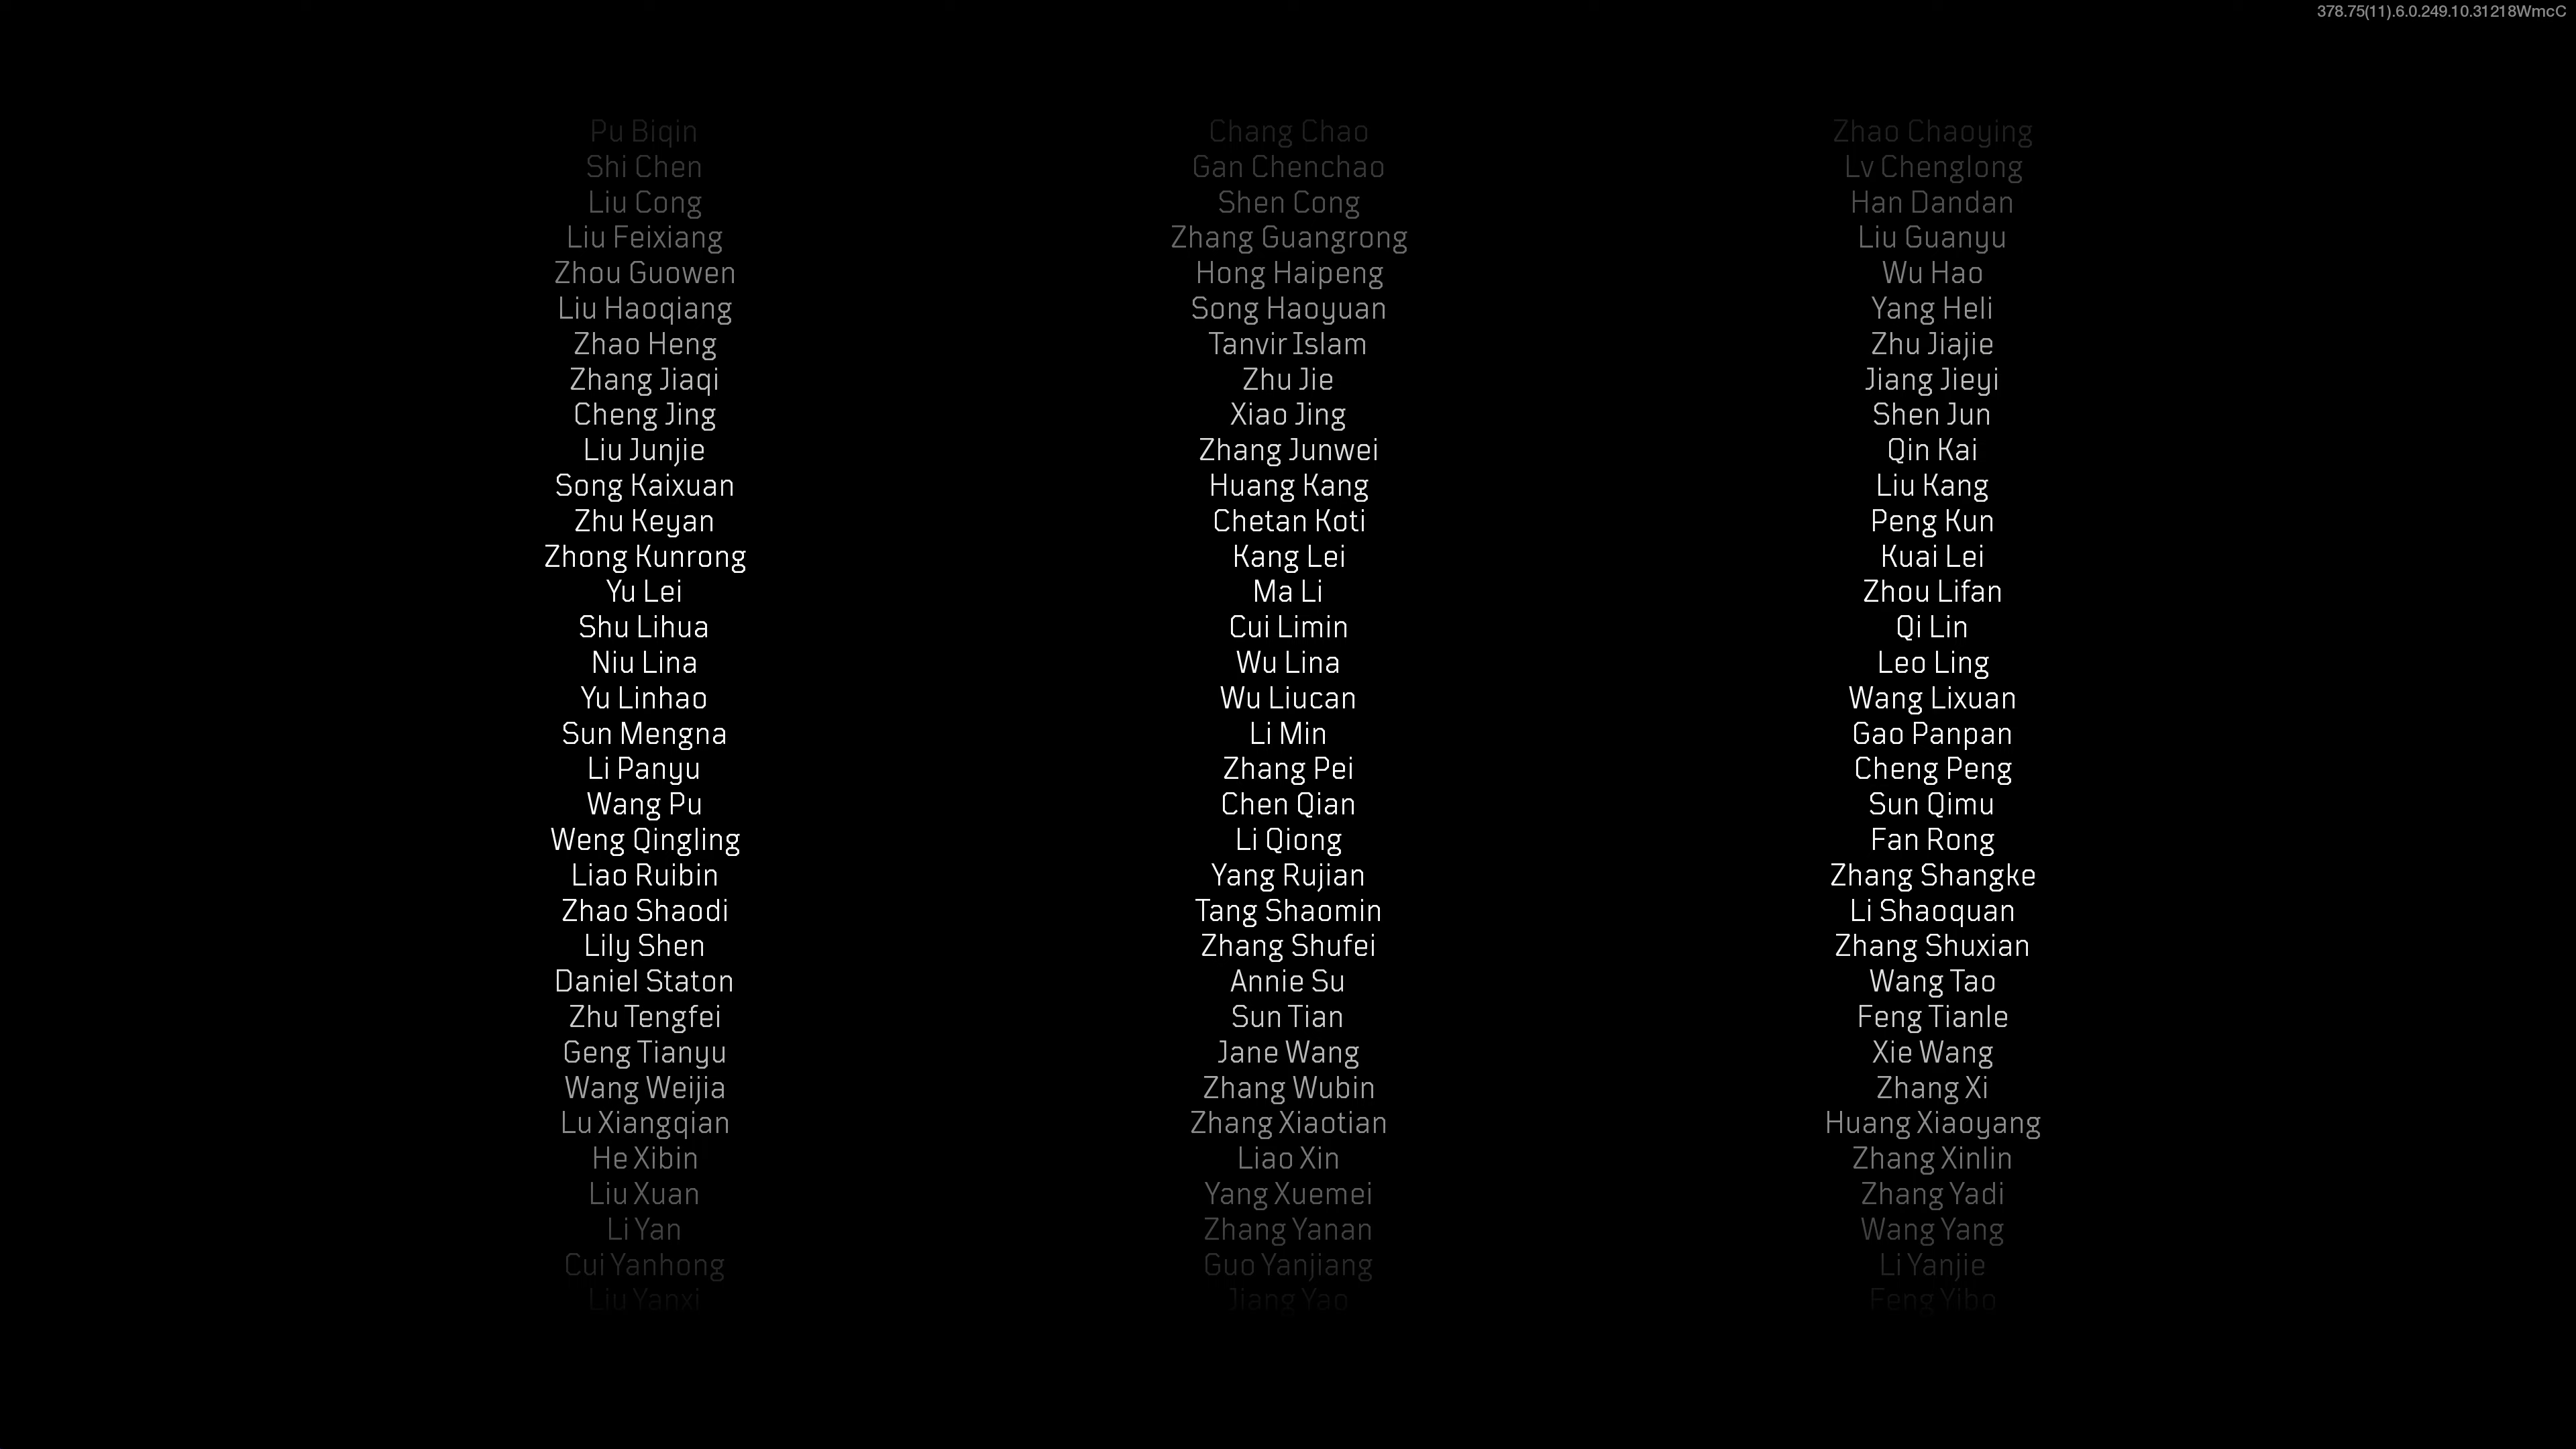 378.75(11).6.0.249.10.31218WmcC
Pu Biqin Chang Chao Zhao Chaoying
Shi Chen Gan Chenchao Lv Chenglong
Liu Cong Shen Cong Han Dandan
Liu Feixiang Zhang Guangrong Liu Guanyu
Zhou Guowen Hong Haipeng Wu Hao
Liu Haoqiang Song Haoyuan Yang Heli
Zhao Heng Tanvir Islam Zhu Jiajie
Zhang Jiaqi Zhu Jie Jiang Jieyi
Cheng Jing Xiao Jing Shen Jun
Liu Junjie Zhang Junwei Qin Kai
Song Kaixuan Huang Kang Liu Kang
Zhu Keyan Chetan Koti Peng Kun
Zhong Kunrong Kang Lei Kuai Lei
Yu Lei Ma Li Zhou Lifan
Shu Lihua Cui Limin Qi Lin
Niu Lina Wu Lina Leo Ling
Yu Linhao Wu Liucan Wang Lixuan
Sun Mengna Li Min Gao Panpan
Li Panyu Zhang Pei Cheng Peng
Wang Pu Chen Qian Sun Qimu
Weng Qingling Li Qiong Fan Rong
Liao Ruibin Yang Rujian Zhang Shangke
Zhao Shaodi Tang Shaomin Li Shaoquan
Lily Shen Zhang Shufei Zhang Shuxian
Daniel Staton Annie Su Wang Tao
Zhu Tengfei Sun Tian Feng Tianle
Geng Tianyu Jane Wang Xie Wang
Wang Weijia Zhang Wubin Zhang Xi
Lu Xiangqian Zhang Xiaotian Huang Xiaoyang
He Xibin Liao Xin Zhang Xinlin
Liu Xuan Yang Xuemei Zhang Yadi
Li Yan Zhang Yanan Wang Yang
Cui Yanhong Guo Yanjiang Li Yanjie
Liu Yanxi Jiang Yao Feng Yibo